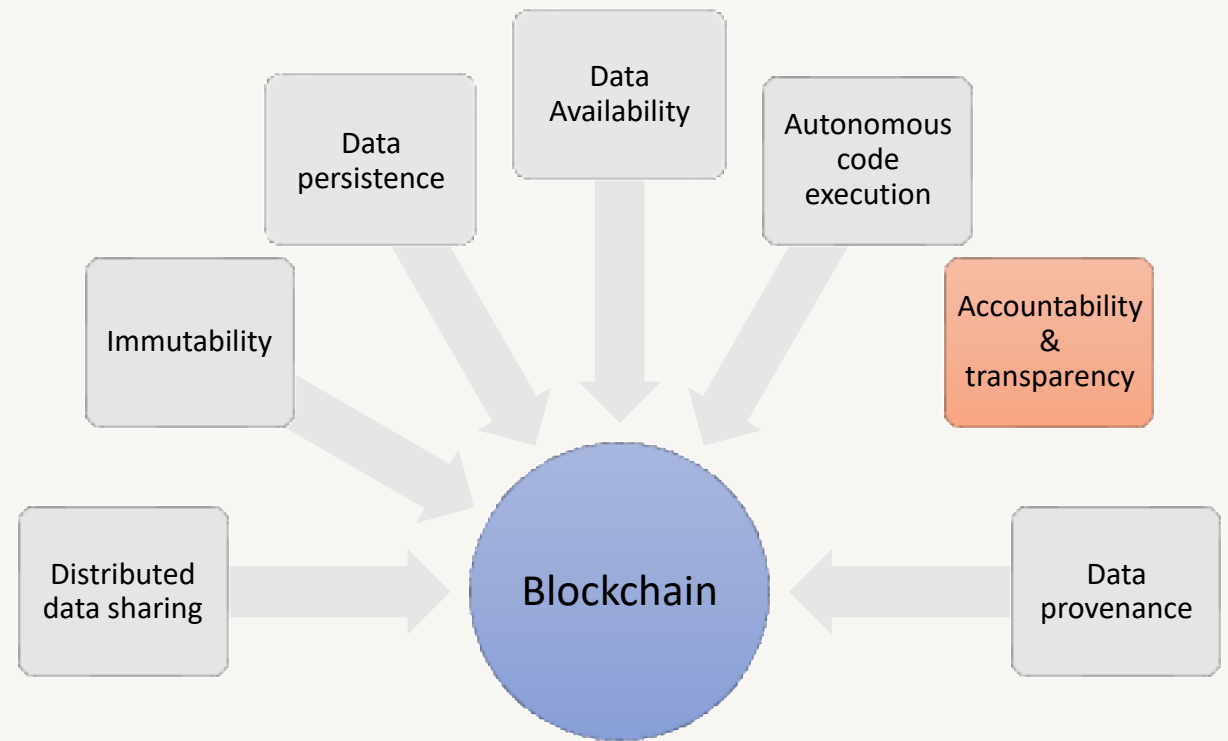 Data
Availability
Data
persistence
Autonomous
code
execution
Immutability
Accountability
&
transparency
Distributed
data sharing
Blockchain
Data
provenance